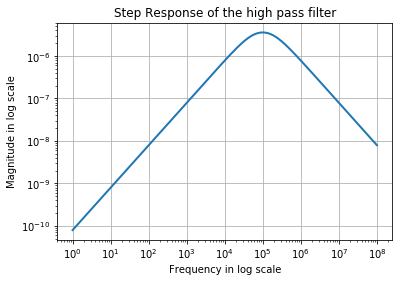 Step Response of the high pass filter
Magnitude in log scale
10⁻⁶
10⁻⁷
10⁻⁸
10⁻⁹
10⁻¹⁰
10⁰ 10¹ 10² 10³ 10⁴ 10⁵ 10⁶ 10⁷ 10⁸
Frequency in log scale